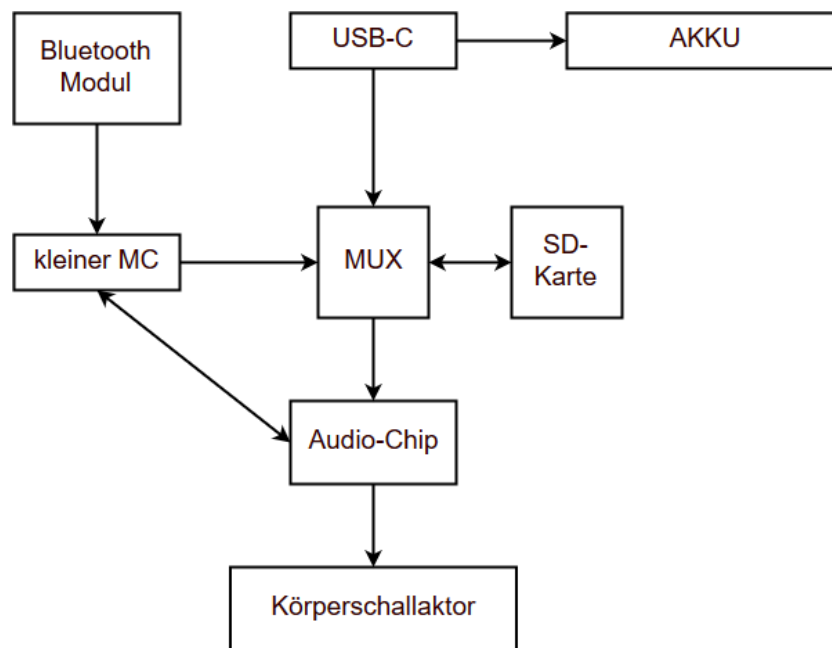 Bluetooth
Modul
USB-C
AKKU
kleiner MC
MUX
SD-
Karte
Audio-Chip
Körperschallaktor